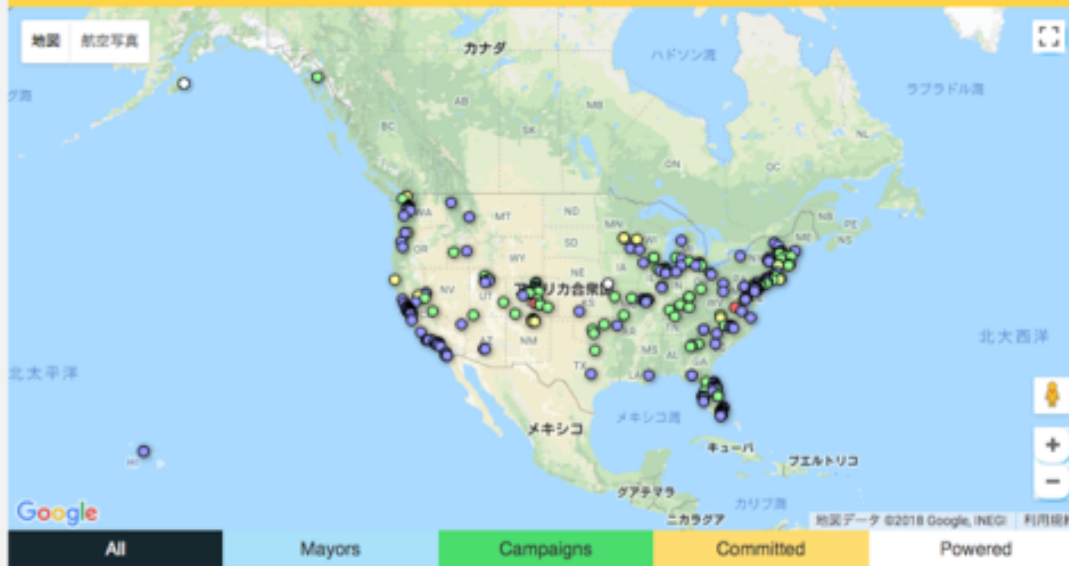 地図 航空写真
カナダ
ハドソン湾
ラブラドル海
グ海
AB
MB
BC
SK
NL
ON
QC
NB
PE
WA
MT
ND
MN
ME
NS
OR
SD
WI
WY
IA
NE
NV
UT
アメリカ合衆国
KS
AZ
NM
TN
MS
AL
GA
TX
LA
北大西洋
北太平洋
メキシコ湾
メキシコ
キューバ
プエルトリコ
HI
グアテマラ
カリブ海
ニカラグア
Google
地図データ ©2018 Google, INEGI 利用規約
All Mayors Campaigns Committed Powered